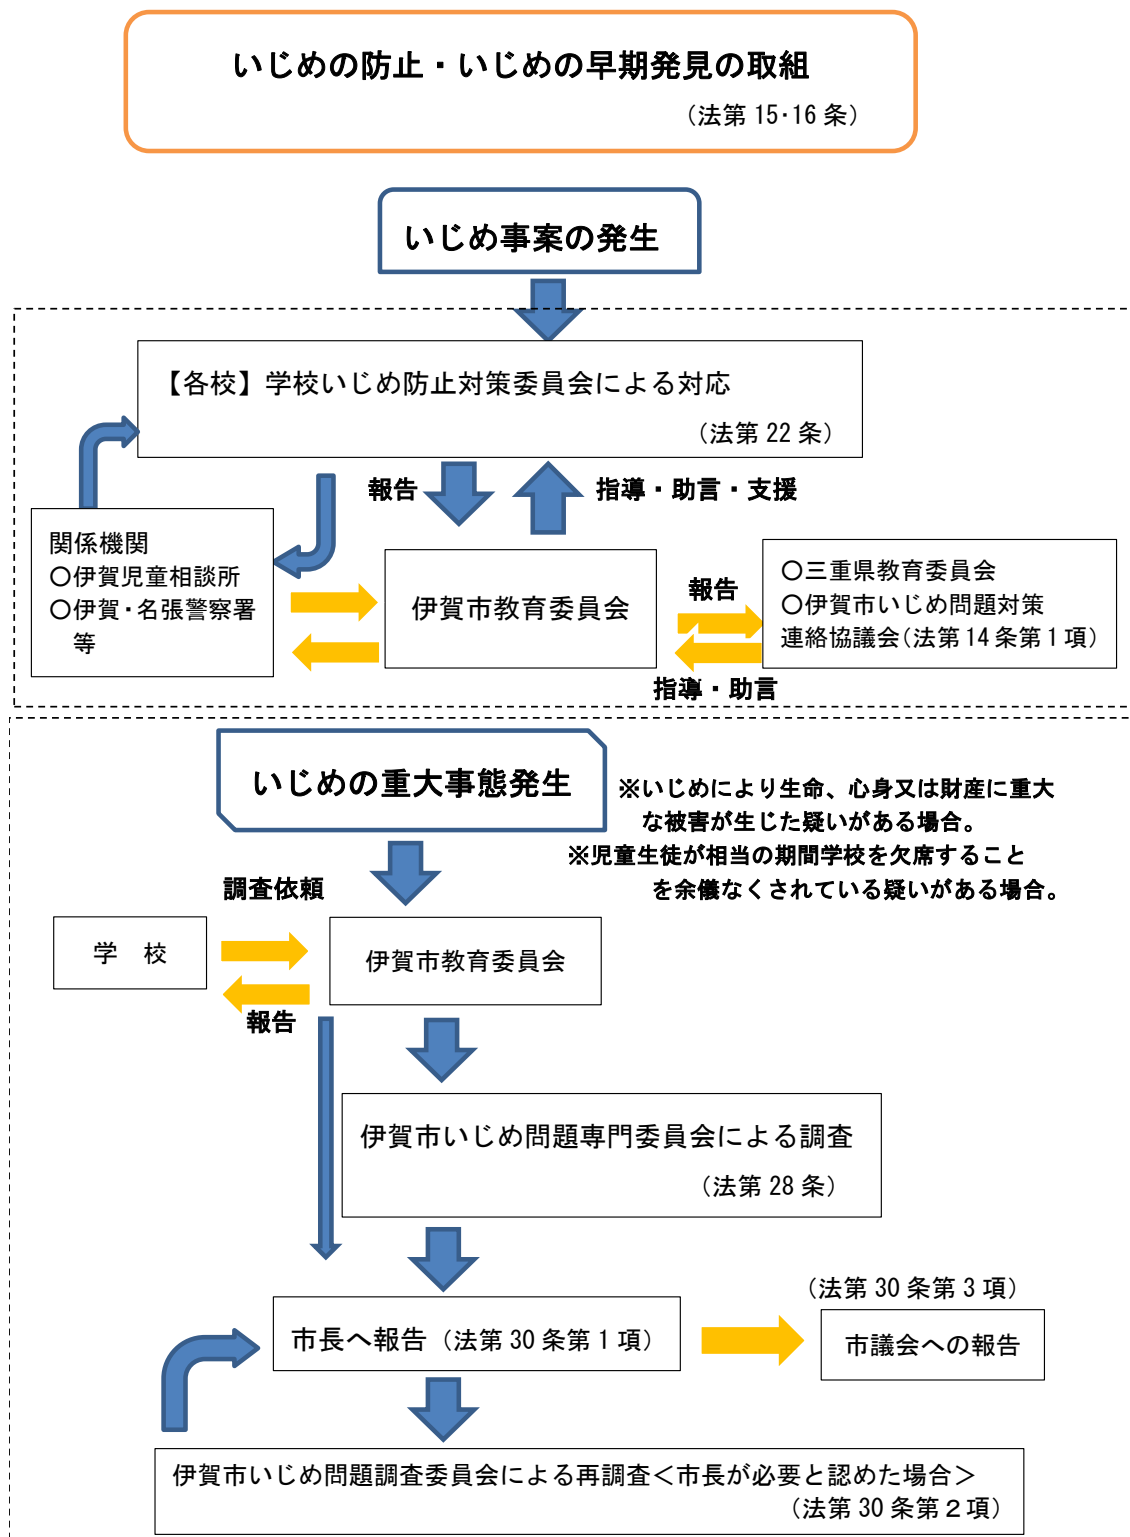 いじめの防止・いじめの早期発見の取組
（法第 15･16 条）
いじめ事案の発生
【各校】学校いじめ防止対策委員会による対応
（法第 22 条）
報告
指導・助言・支援
関係機関
○伊賀児童相談所
○伊賀・名張警察署
等
伊賀市教育委員会
報告
指導・助言
○三重県教育委員会
○伊賀市いじめ問題対策
連絡協議会（法第 14 条第 1 項）
いじめの重大事態発生
※いじめにより生命、心身又は財産に重大
な被害が生じた疑いがある場合。
※児童生徒が相当の期間学校を欠席すること
を余儀なくされている疑いがある場合。
調査依頼
学　校
伊賀市教育委員会
報告
伊賀市いじめ問題専門委員会による調査
（法第 28 条）
（法第 30 条第 3 項）
市長へ報告（法第 30 条第 1 項）
市議会への報告
伊賀市いじめ問題調査委員会による再調査＜市長が必要と認めた場合＞
（法第 30 条第２項）